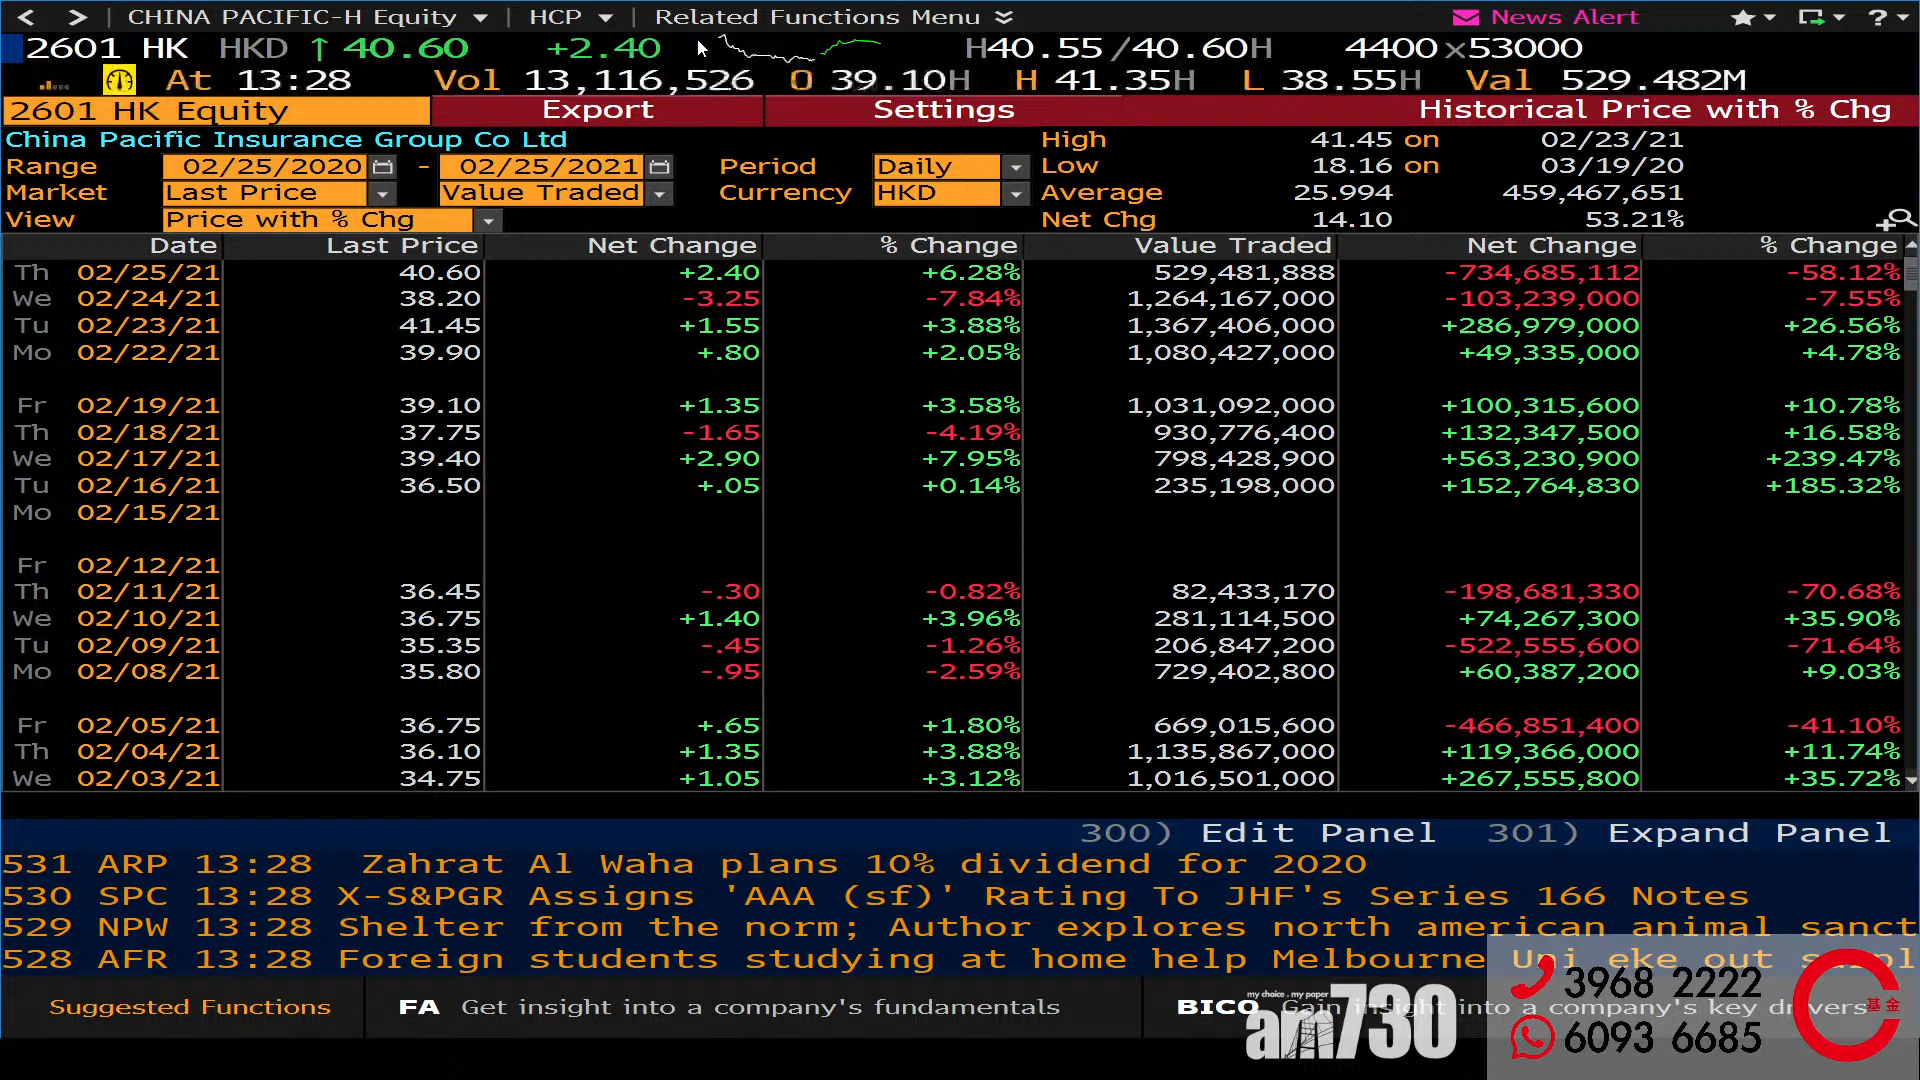 CHINA PACIFIC-H Equity HCP Related Functions Menu News Alert ?
2601 HK HKD ↑ 40.60 +2.40 H40.55/40.60H 4400x53000
At 13:28 Vol 13,116,526 O 39.10H H 41.35H L 38.55H Val 529.482M
2601 HK Equity Export Settings Historical Price with % Chg
China Pacific Insurance Group Co Ltd High 41.45 on 02/23/21
Range 02/25/2020 - 02/25/2021 Period Daily Low 18.16 on 03/19/20
Market Last Price Value Traded Currency HKD Average 25.994 459,467,651
View Price with % Chg Net Chg 14.10 53.21%
Date Last Price Net Change % Change Value Traded Net Change % Change
Th 02/25/21 40.60 +2.40 +6.28% 529,481,888 -734,685,112 -58.12%
We 02/24/21 38.20 -3.25 -7.84% 1,264,167,000 -103,239,000 -7.55%
Tu 02/23/21 41.45 +1.55 +3.88% 1,367,406,000 +286,979,000 +26.56%
Mo 02/22/21 39.90 +.80 +2.05% 1,080,427,000 +49,335,000 +4.78%
Fr 02/19/21 39.10 +1.35 +3.58% 1,031,092,000 +100,315,600 +10.78%
Th 02/18/21 37.75 -1.65 -4.19% 930,776,400 +132,347,500 +16.58%
We 02/17/21 39.40 +2.90 +7.95% 798,428,900 +563,230,900 +239.47%
Tu 02/16/21 36.50 +.05 +0.14% 235,198,000 +152,764,830 +185.32%
Mo 02/15/21
Fr 02/12/21
Th 02/11/21 36.45 -.30 -0.82% 82,433,170 -198,681,330 -70.68%
We 02/10/21 36.75 +1.40 +3.96% 281,114,500 +74,267,300 +35.90%
Tu 02/09/21 35.35 -.45 -1.26% 206,847,200 -522,555,600 -71.64%
Mo 02/08/21 35.80 -.95 -2.59% 729,402,800 +60,387,200 +9.03%
Fr 02/05/21 36.75 +.65 +1.80% 669,015,600 -466,851,400 -41.10%
Th 02/04/21 36.10 +1.35 +3.88% 1,135,867,000 +119,366,000 +11.74%
We 02/03/21 34.75 +1.05 +3.12% 1,016,501,000 +267,555,800 +35.72%
300) Edit Panel 301) Expand Panel
531 ARP 13:28 Zahrat Al Waha plans 10% dividend for 2020
530 SPC 13:28 X-S&PGR Assigns 'AAA (sf)' Rating To JHF's Series 166 Notes
529 NPW 13:28 Shelter from the norm; Author explores north american animal sanct
528 AFR 13:28 Foreign students studying at home help Melbourne Uni eke out
Suggested Functions FA Get insight into a company's fundamentals BICO Gain insight into a company's key drivers
my choice . my paper
am730
3968 2222
6093 6685
基金